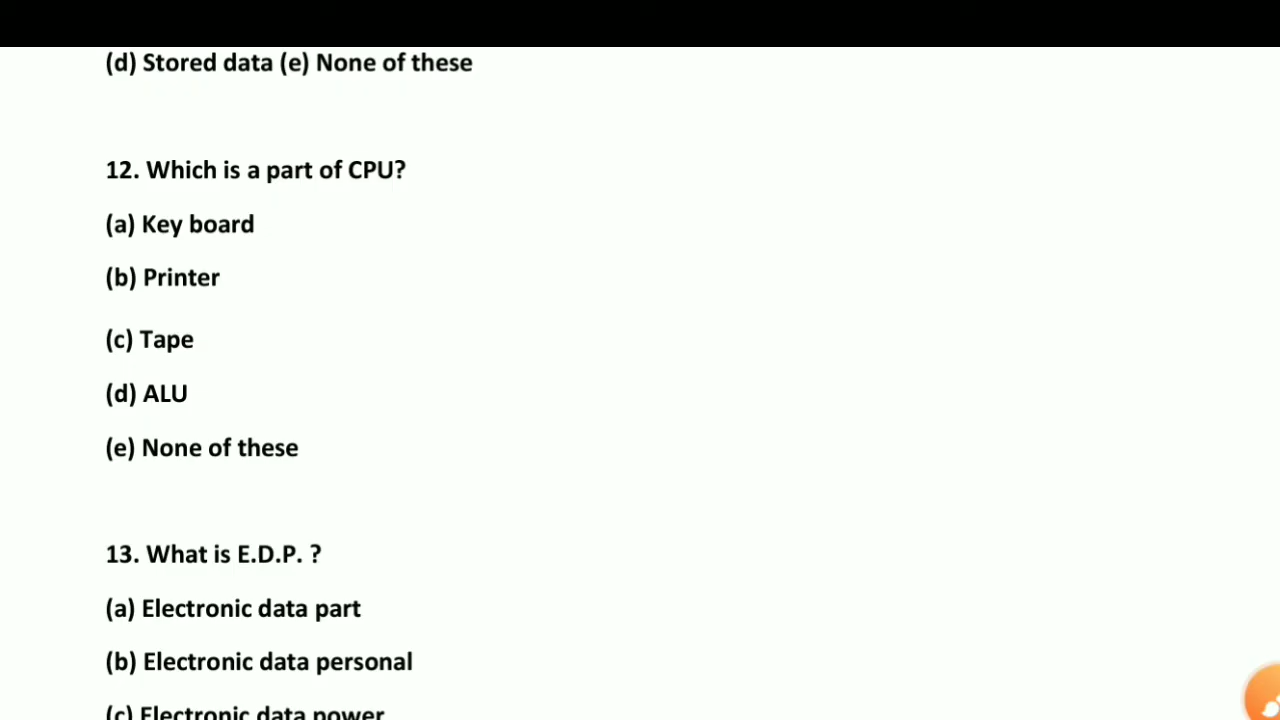 (d) Stored data (e) None of these
12. Which is a part of CPU?
(a) Key board
(b) Printer
(c) Tape
(d) ALU
(e) None of these
13. What is E.D.P. ?
(a) Electronic data part
(b) Electronic data personal
(c) Electronic data power